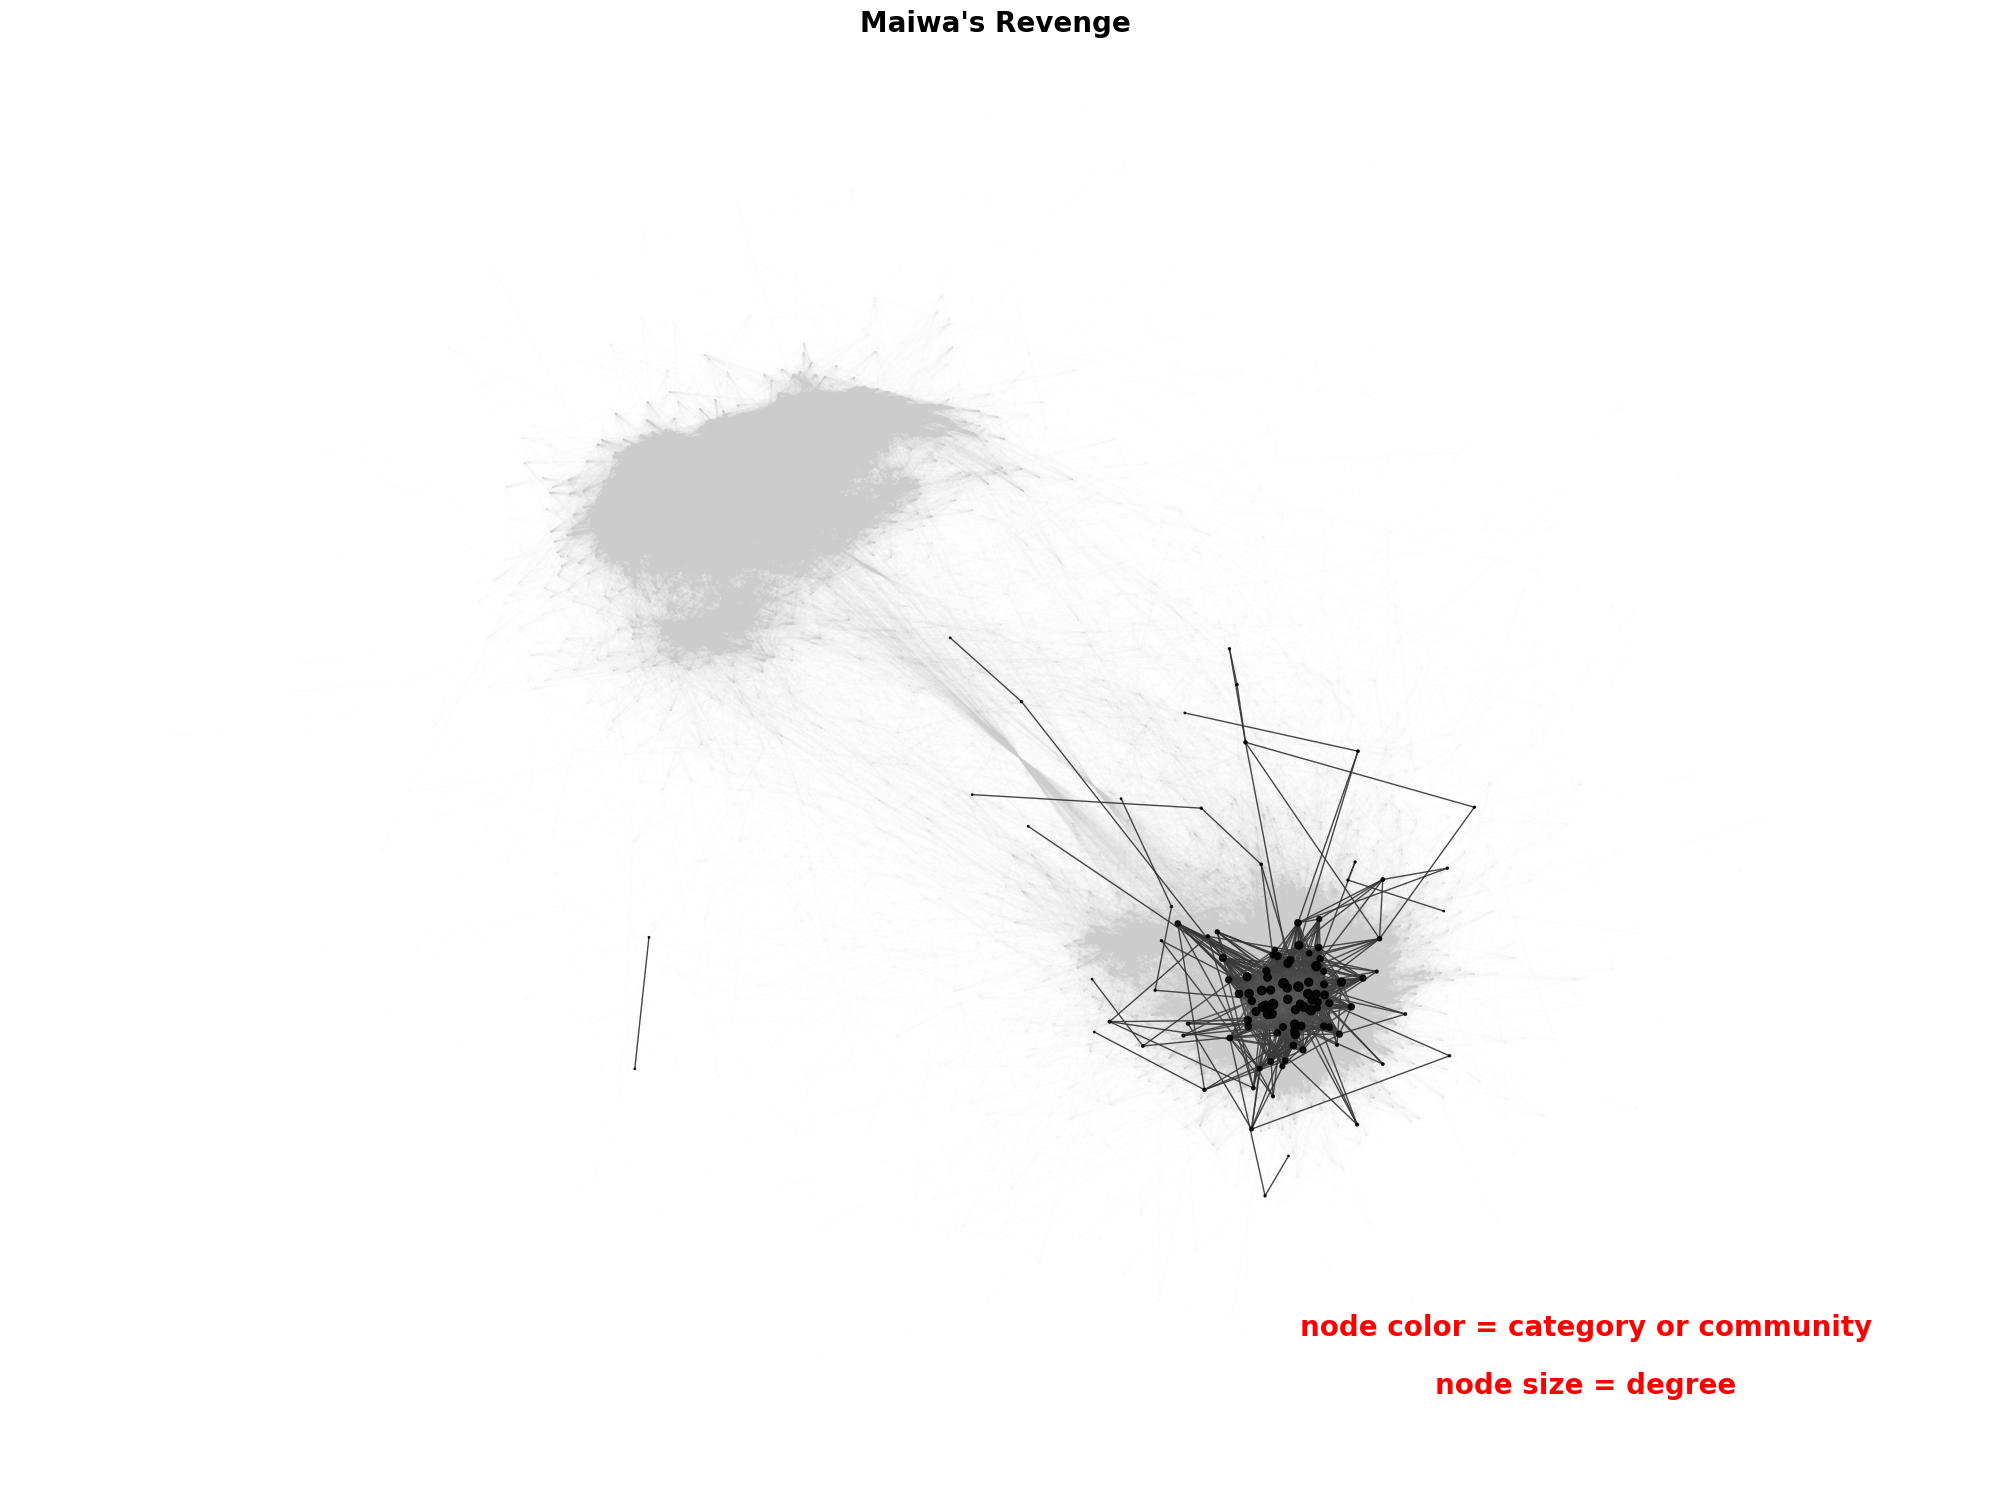 Maiwa's Revenge
node color = category or community
node size = degree